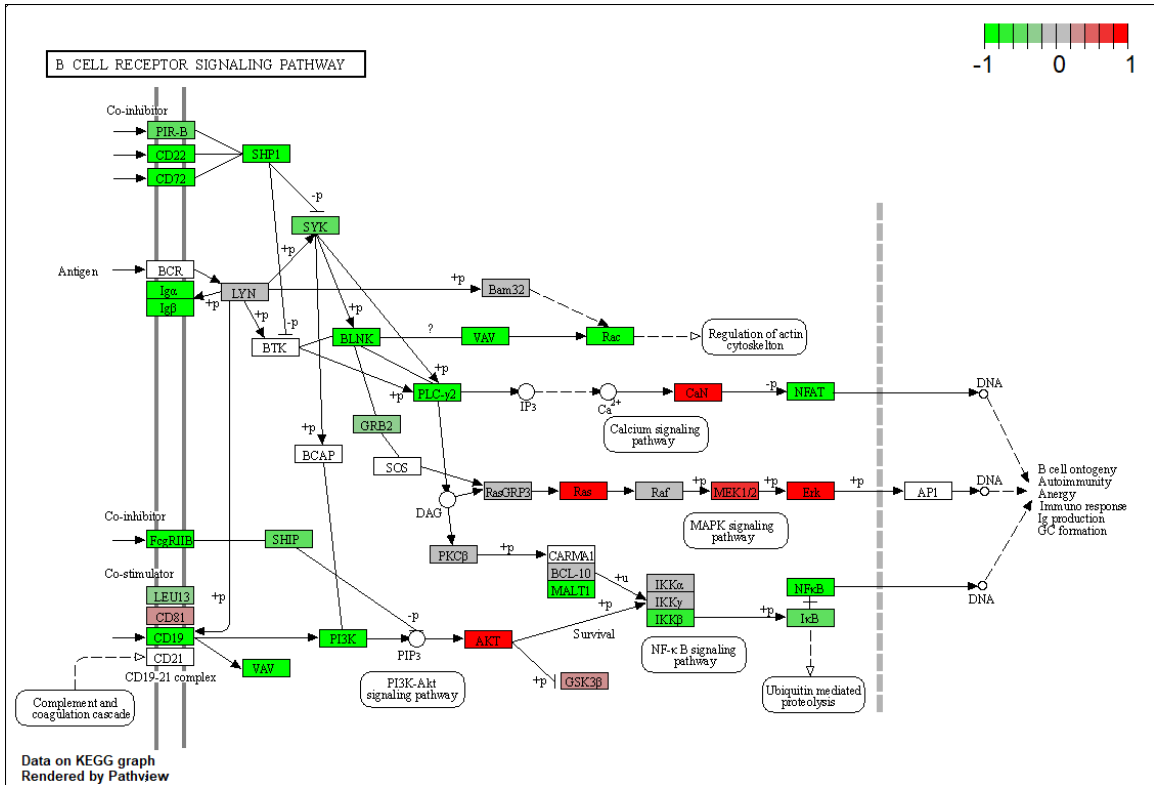 B CELL RECEPTOR SIGNALING PATHWAY
-1 0 1
Co-inhibitor
PIR-B
CD22
CD72
SHP1
-p
SYK
+p
Antigen
BCR
Igα
Igβ
LYN
+p
+p
-p
BTK
+p
Bam32
+p
BLNK
?
VAV
Rac
Regulation of actin
cytoskelton
+p
+p
PLC-γ2
IP3
Ca2+
CaN
-p
NFAT
DNA
Calcium signaling
pathway
GRB2
+p
BCAP
SOS
DAG
RasGRP3
Ras
Raf
+p
MEK1/2
+p
Erk
+p
AP1
DNA
MAPK signaling
pathway
B cell ontogeny
Autoimmunity
Anergy
Immuno response
Ig production
GC formation
Co-inhibitor
FcgRIIB
SHIP
PKCβ
+p
CARMA1
BCL-10
MALT1
+u
+p
IKKα
IKKγ
IKKβ
+p
NFκB
IκB
DNA
Co-stimulator
LEU13
CD81
CD19
CD21
+p
CD19-21 complex
VAV
PI3K
-p
PIP3
AKT
Survival
+p
GSK3β
NF-κ B signaling
pathway
PI3K-Akt
signaling pathway
Ubiquitin mediated
proteolysis
Complement and
coagulation cascade
Data on KEGG graph
Rendered by Pathview